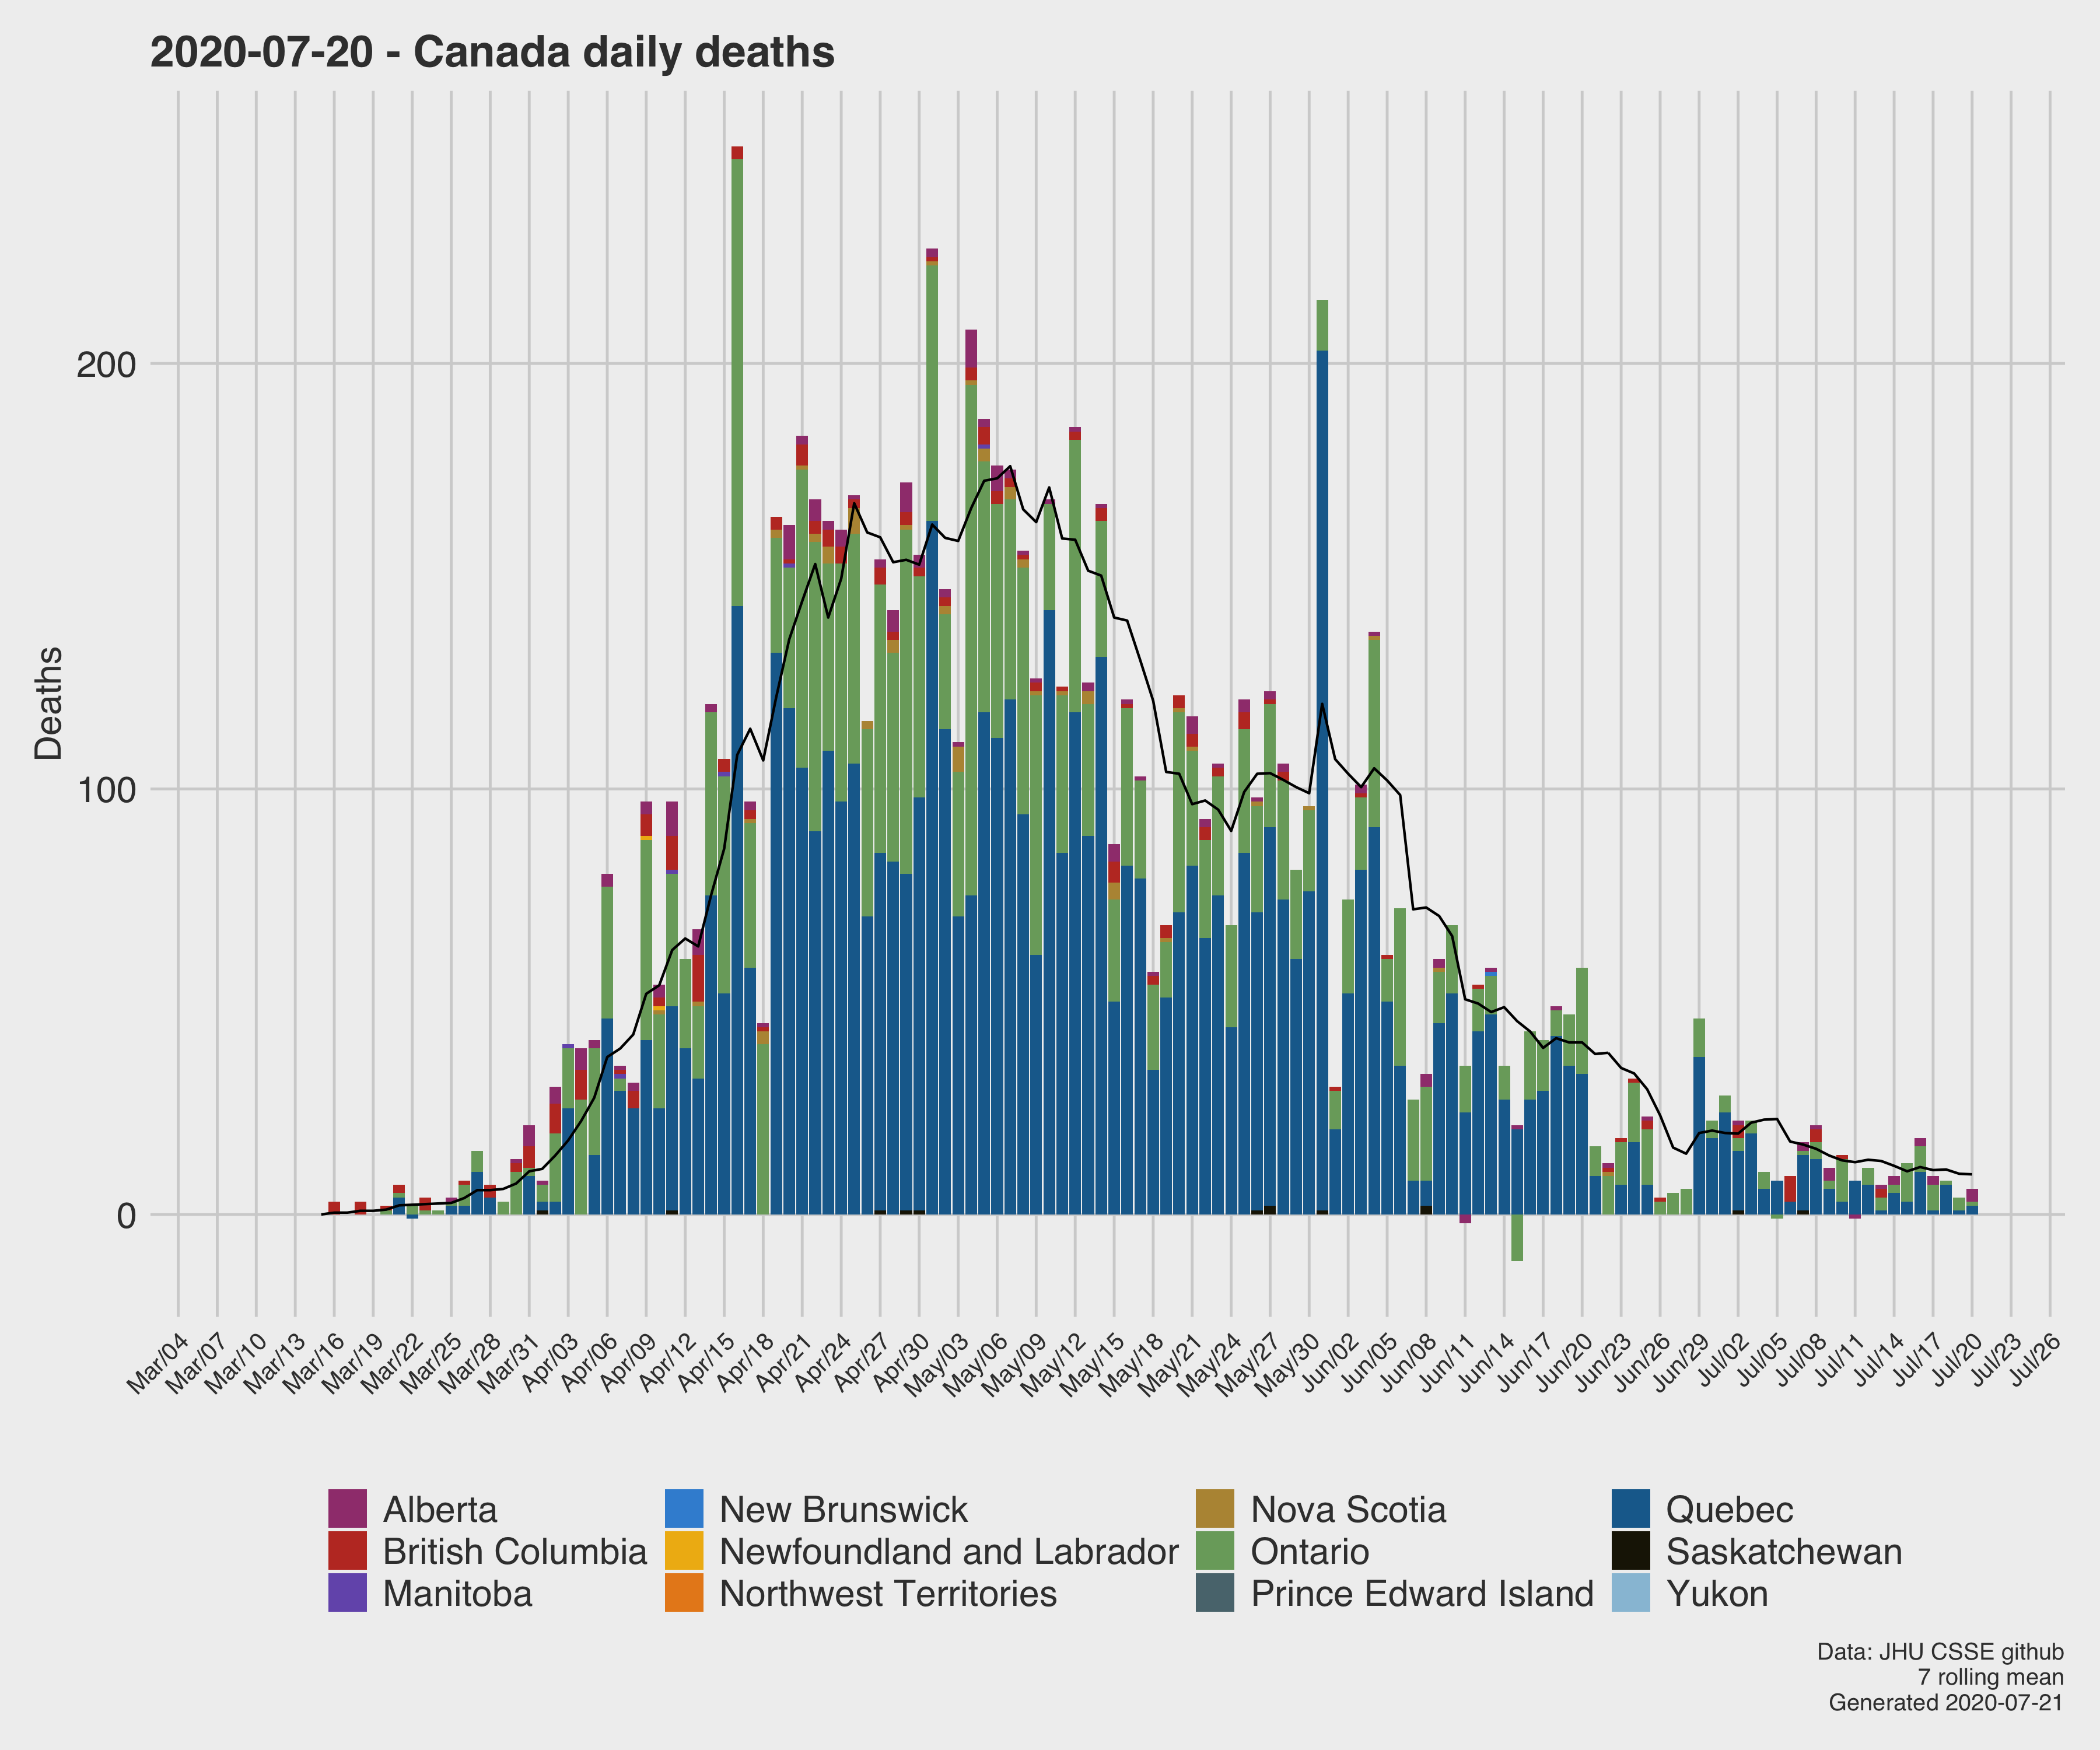 2020-07-20 - Canada daily deaths
Deaths
200
100
0
Mar/04 Mar/07 Mar/10 Mar/13 Mar/16 Mar/19 Mar/22 Mar/25 Mar/28 Mar/31 Apr/03 Apr/06 Apr/09 Apr/12 Apr/15 Apr/18 Apr/21 Apr/24 Apr/27 Apr/30 May/03 May/06 May/09 May/12 May/15 May/18 May/21 May/24 May/27 May/30 Jun/02 Jun/05 Jun/08 Jun/11 Jun/14 Jun/17 Jun/20 Jun/23 Jun/26 Jun/29 Jul/02 Jul/05 Jul/08 Jul/11 Jul/14 Jul/17 Jul/20 Jul/23 Jul/26
Alberta New Brunswick Nova Scotia Quebec
British Columbia Newfoundland and Labrador Ontario Saskatchewan
Manitoba Northwest Territories Prince Edward Island Yukon
Data: JHU CSSE github
7 rolling mean
Generated 2020-07-21